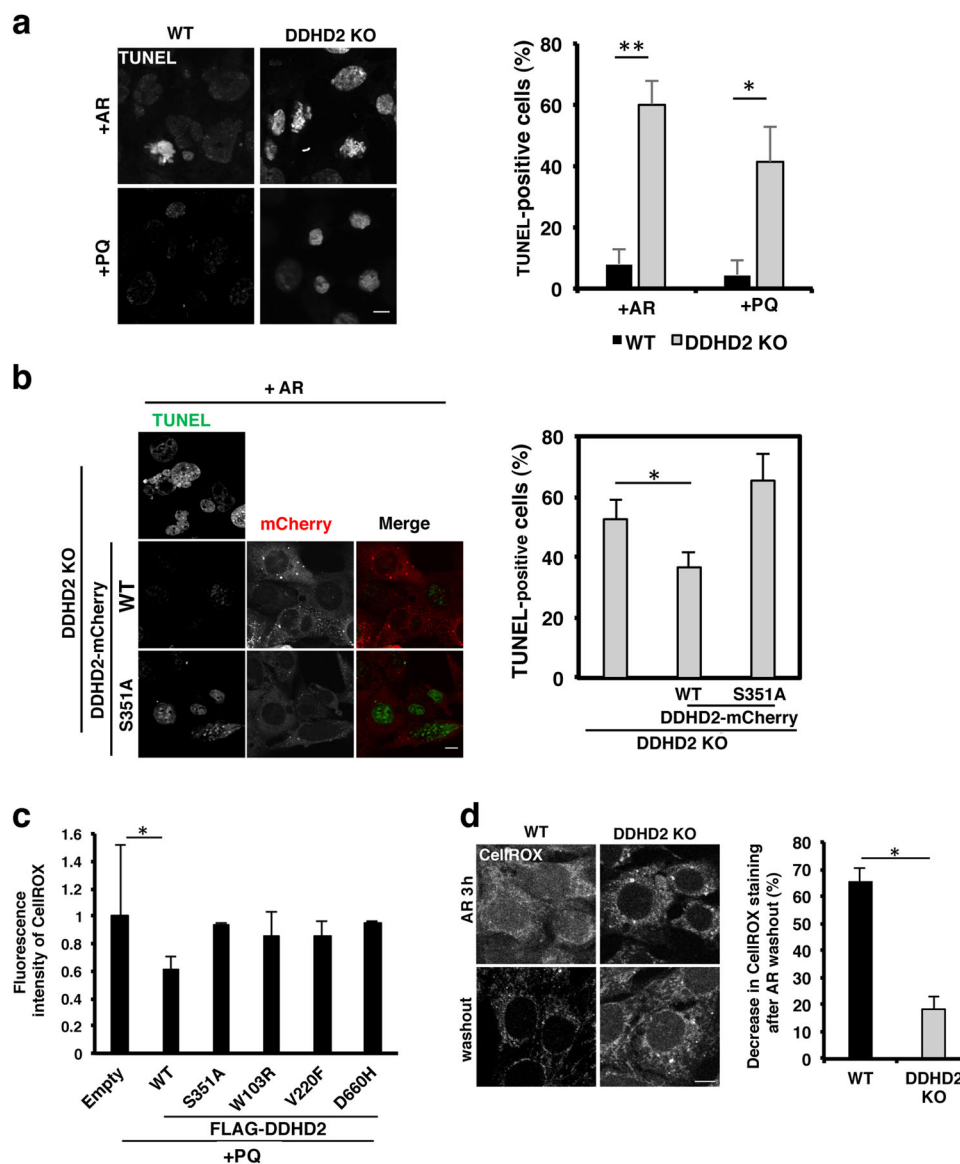 a
WT DDHD2 KO
TUNEL
+AR
+PQ
TUNEL-positive cells (%)
80
60
40
20
0
** *
+AR +PQ
WT DDHD2 KO
b
+ AR
TUNEL
mCherry Merge
DDHD2 KO
DDHD2-mCherry
WT
S351A
TUNEL-positive cells (%)
80
60
40
20
0
*
WT S351A
DDHD2-mCherry
DDHD2 KO
c
Fluorescence
intensity of CellROX
1.6
1.4
1.2
1
0.8
0.6
0.4
0.2
0
*
Empty WT S351A W103R V220F D660H
FLAG-DDHD2
+PQ
d
WT DDHD2 KO
CellROX
AR 3h
washout
Decrease in CellROX staining
after AR washout (%)
80
70
60
50
40
30
20
10
0
*
WT DDHD2
KO